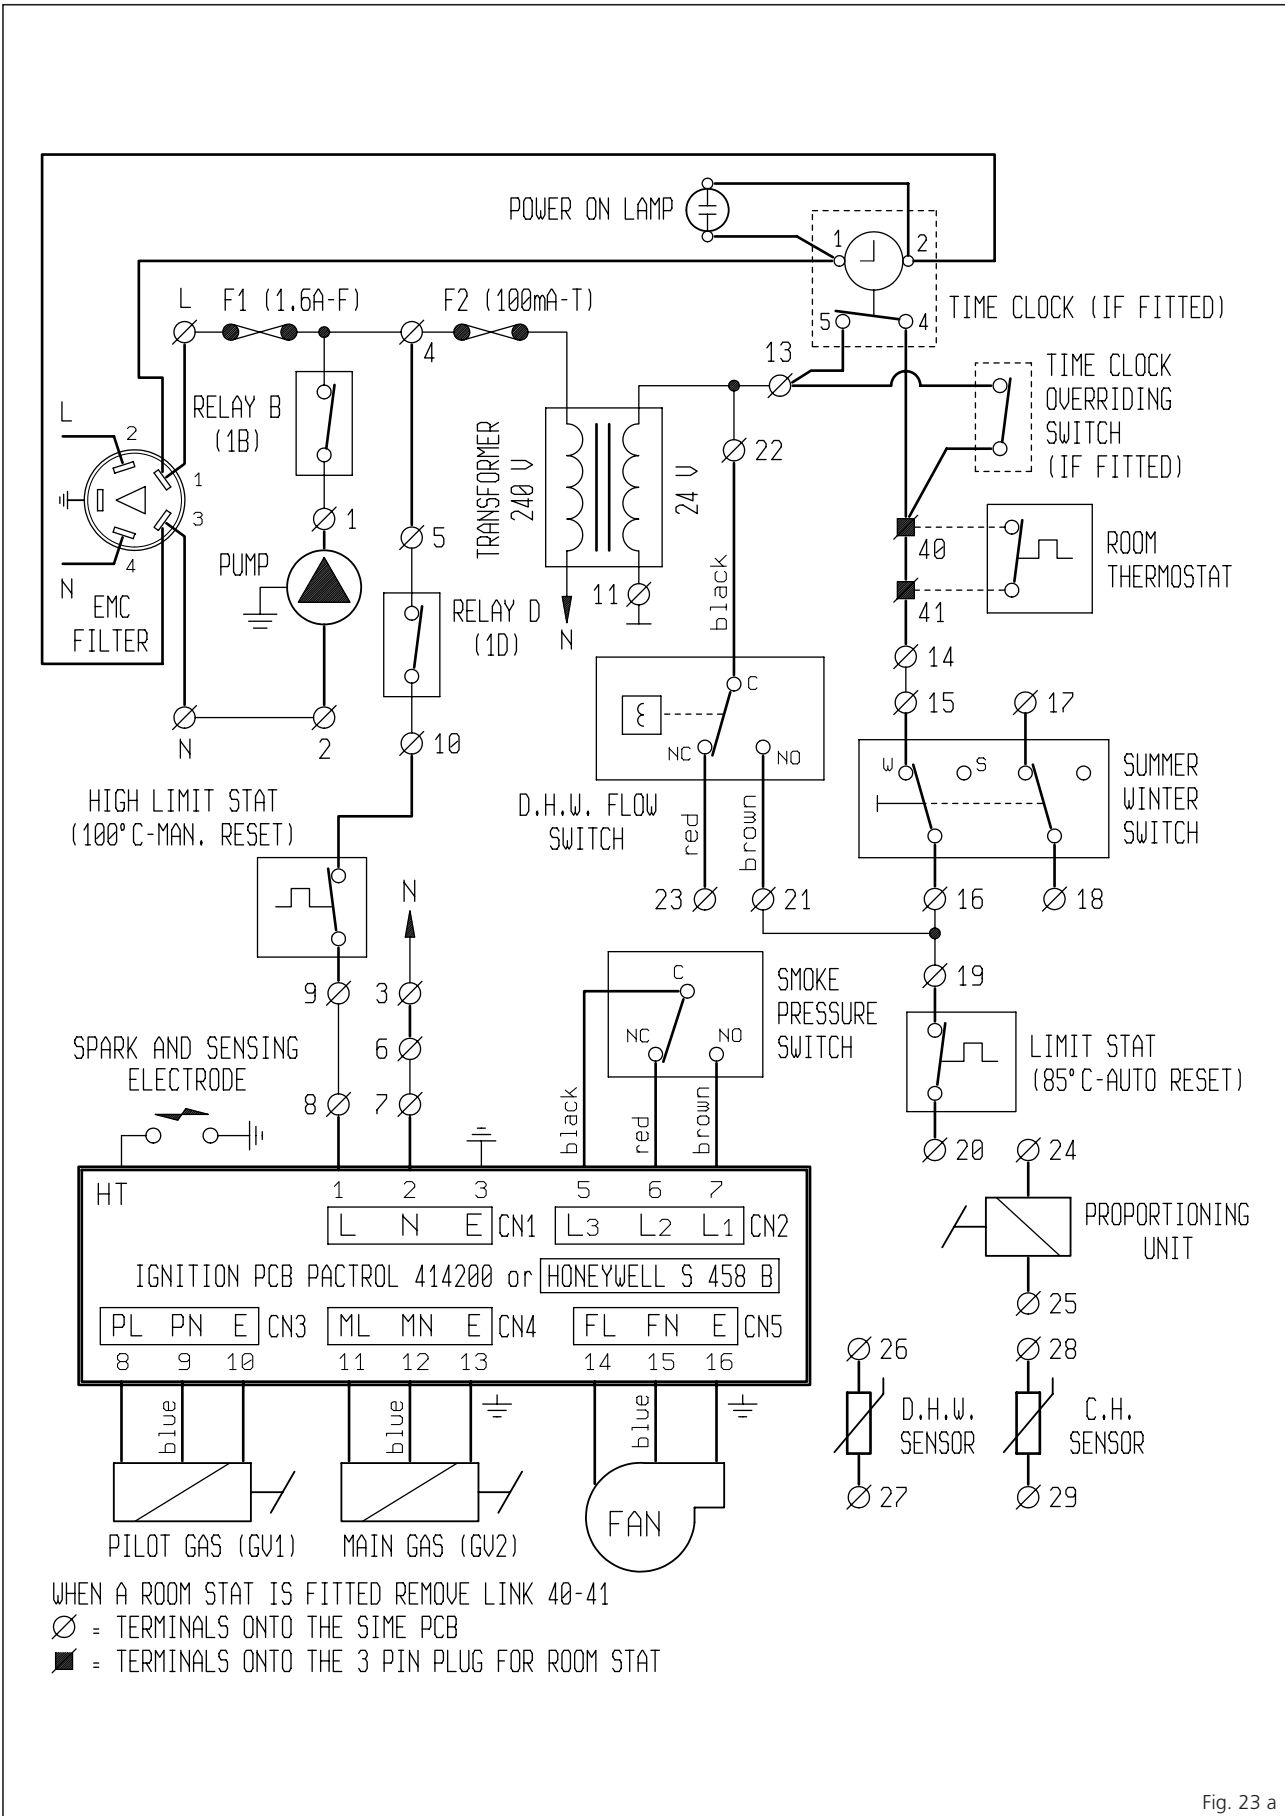 POWER ON LAMP
1
2
5
4
TIME CLOCK (IF FITTED)
L
F1 (1.6A-F)
4
F2 (100mA-T)
13
TIME CLOCK
OVERRIDING
SWITCH
(IF FITTED)
RELAY B
(1B)
TRANSFORMER
240 V
24 V
22
L
2
1
3
4
N
EMC
FILTER
1
PUMP
5
RELAY D
(1D)
N
11
black
40
41
ROOM
THERMOSTAT
14
15
17
N
2
10
C
NC
NO
D.H.W. FLOW
SWITCH
red
brown
23
21
W
S
SUMMER
WINTER
SWITCH
16
18
HIGH LIMIT STAT
(100°C-MAN. RESET)
N
9
3
6
8
7
C
NC
NO
SMOKE
PRESSURE
SWITCH
black
red
brown
19
LIMIT STAT
(85°C-AUTO RESET)
20
24
PROPORTIONING
UNIT
25
SPARK AND SENSING
ELECTRODE
HT
1 2 3 5 6 7
L N E CN1 L3 L2 L1 CN2
IGNITION PCB PACTROL 414200 or HONEYWELL S 458 B
PL PN E CN3 ML MN E CN4 FL FN E CN5
8 9 10 11 12 13 14 15 16
blue
blue
blue
PILOT GAS (GV1)
MAIN GAS (GV2)
FAN
26
D.H.W.
SENSOR
27
28
C.H.
SENSOR
29
WHEN A ROOM STAT IS FITTED REMOVE LINK 40-41
= TERMINALS ONTO THE SIME PCB
= TERMINALS ONTO THE 3 PIN PLUG FOR ROOM STAT
Fig. 23 a